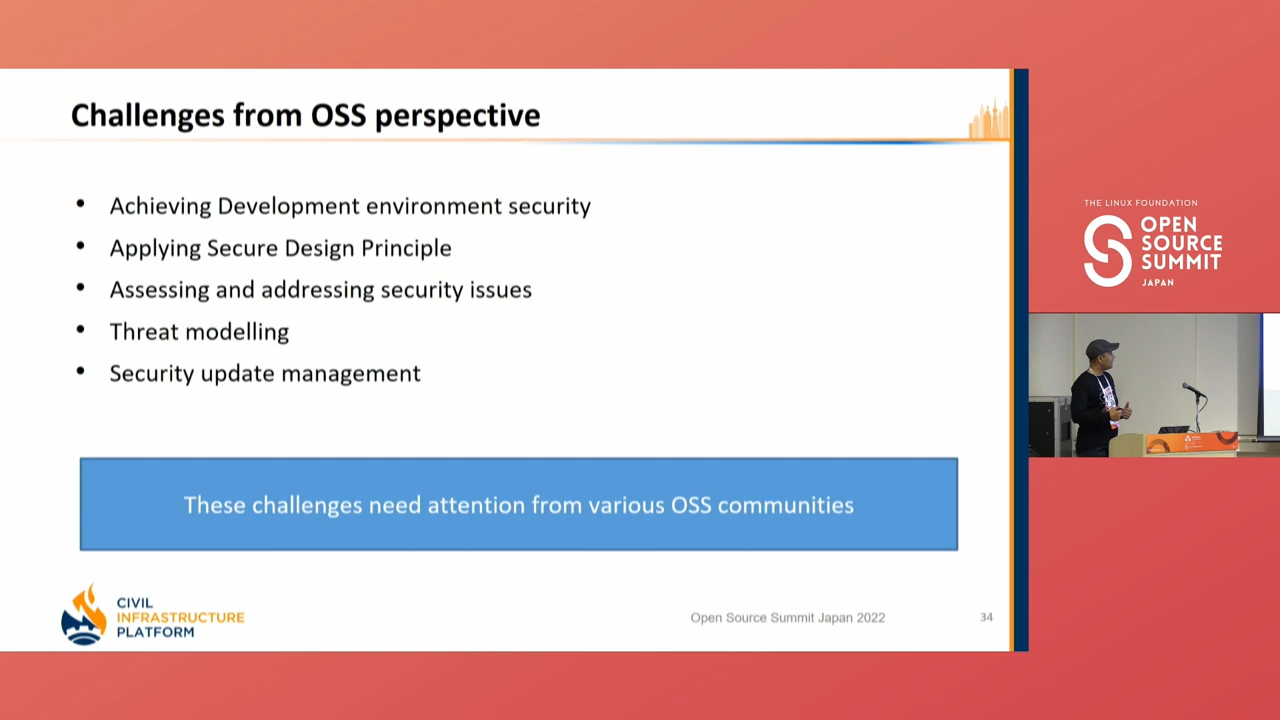 Challenges from OSS perspective
• Achieving Development environment security
• Applying Secure Design Principle
• Assessing and addressing security issues
• Threat modelling
• Security update management
These challenges need attention from various OSS communities
CIVIL
INFRASTRUCTURE
PLATFORM
Open Source Summit Japan 2022
34
THE LINUX FOUNDATION
OPEN
SOURCE
SUMMIT
JAPAN